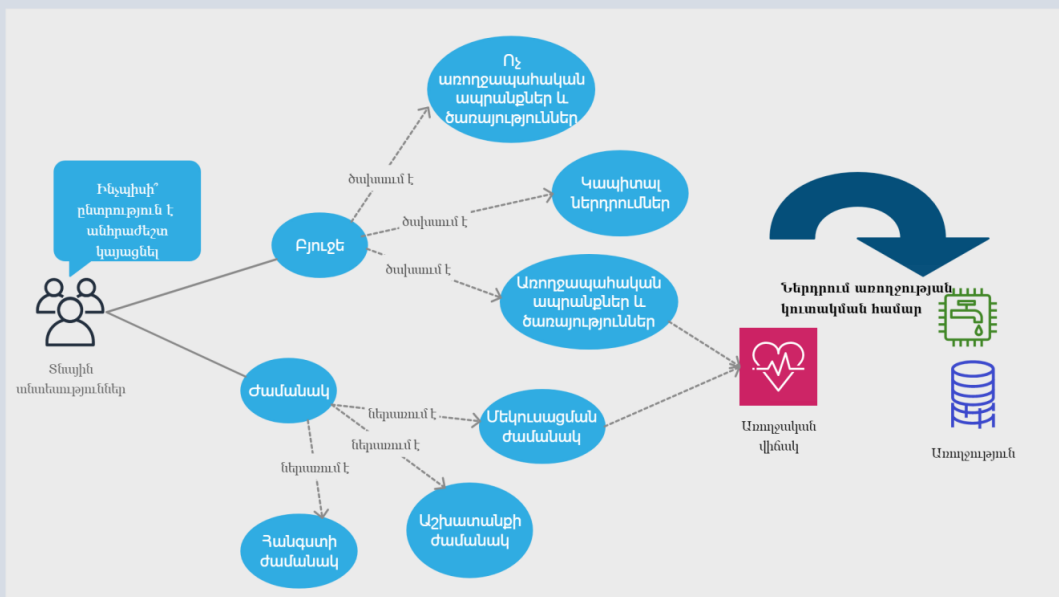 Ոչ
առողջապահական
ապրանքներ և
ծառայություններ
Ինչպիսի՞
ընտրություն է
անհրաժեշտ
կայացնել
ծախսում է
Կապիտալ
ներդրումներ
ծախսում է
Բյուջե
ծախսում է
Առողջապահական
ապրանքներ և
ծառայություններ
Ներդրում առողջության
կուտակման համար
Տնային
տնտեսություններ
Ժամանակ
ներառում է
Մեկուսացման
ժամանակ
ներառում է
ներառում է
Առողջական
վիճակ
Առողջություն
Աշխատանքի
ժամանակ
Հանգստի
ժամանակ